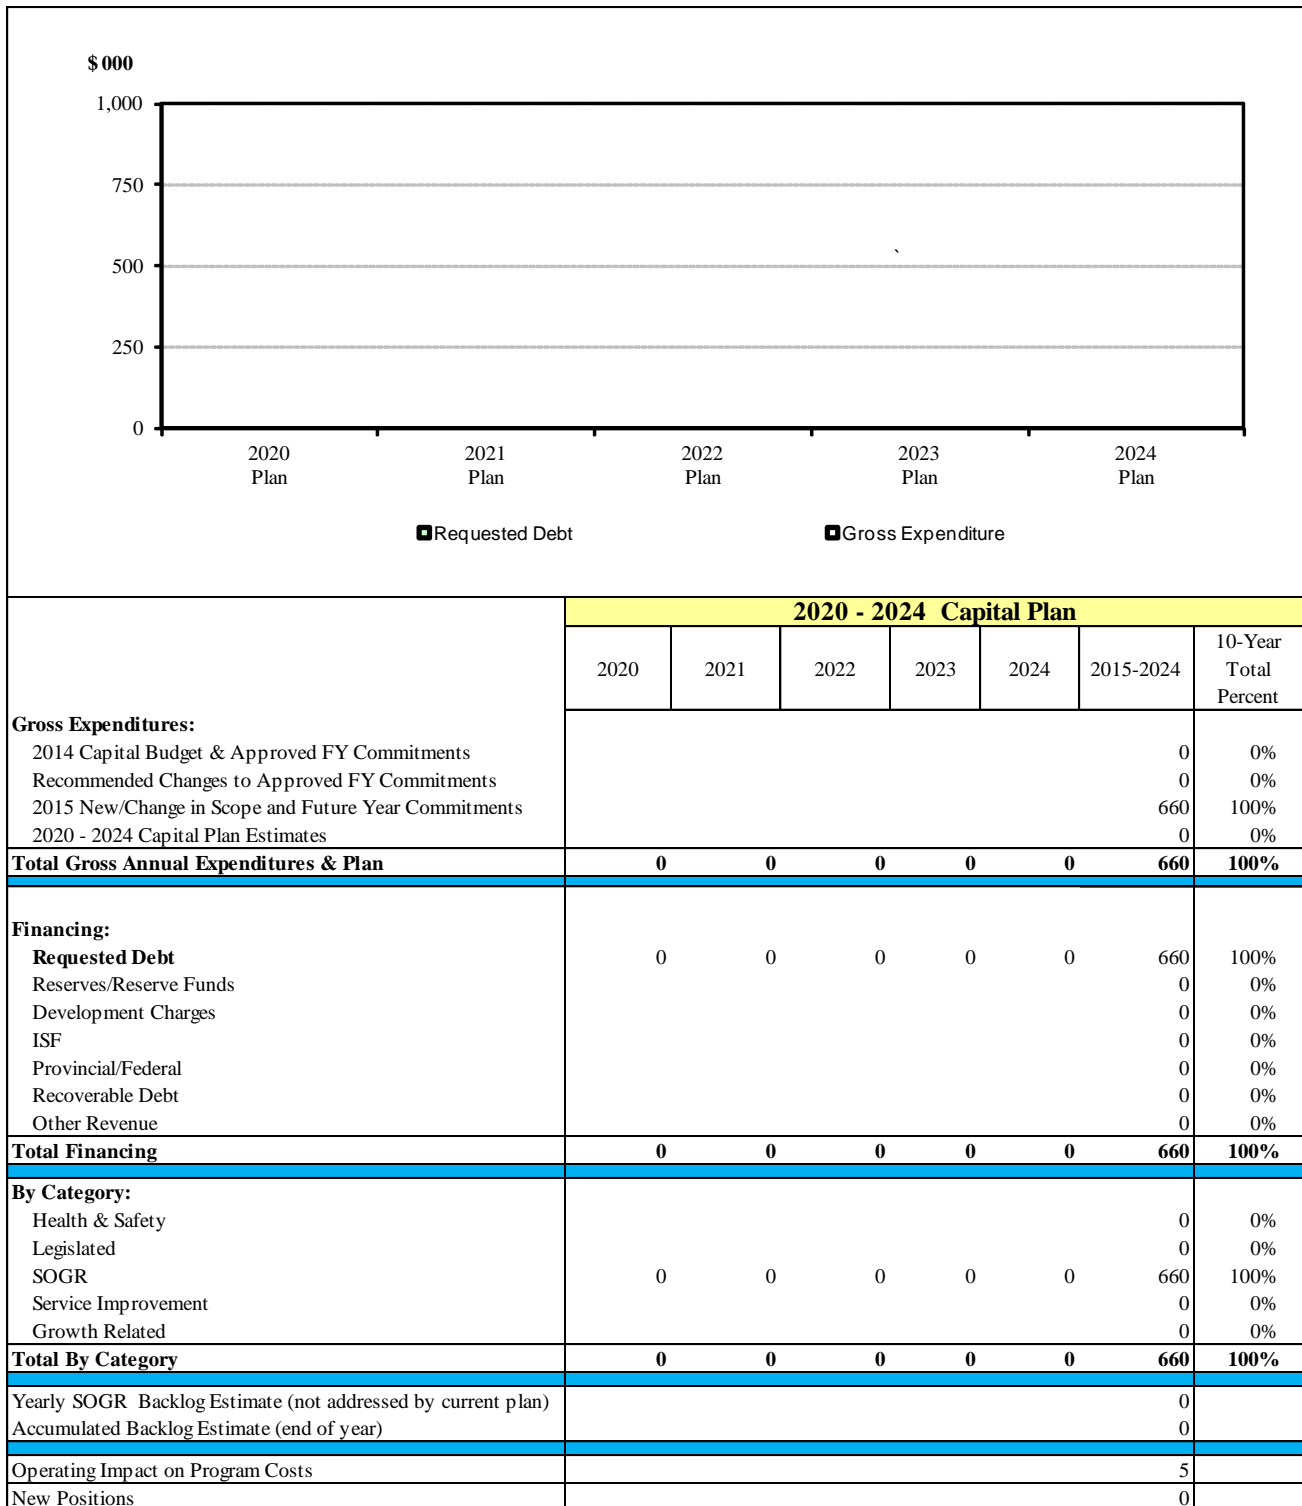 $ 000
1,000
750
`
500
250
0
2020 2021 2022 2023 2024
Plan Plan Plan Plan Plan
Requested Debt Gross Expenditure
2020 - 2024 Capital Plan
2020 2021 2022 2023 2024 2015-2024 10-Year Total Percent
Gross Expenditures:
2014 Capital Budget & Approved FY Commitments 0 0%
Recommended Changes to Approved FY Commitments 0 0%
2015 New/Change in Scope and Future Year Commitments 660 100%
2020 - 2024 Capital Plan Estimates 0 0%
Total Gross Annual Expenditures & Plan 0 0 0 0 0 660 100%
Financing:
Requested Debt 0 0 0 0 0 660 100%
Reserves/Reserve Funds 0 0%
Development Charges 0 0%
ISF 0 0%
Provincial/Federal 0 0%
Recoverable Debt 0 0%
Other Revenue 0 0%
Total Financing 0 0 0 0 0 660 100%
By Category:
Health & Safety 0 0%
Legislated 0 0%
SOGR 0 0 0 0 0 660 100%
Service Improvement 0 0%
Growth Related 0 0%
Total By Category 0 0 0 0 0 660 100%
Yearly SOGR Backlog Estimate (not addressed by current plan) 0
Accumulated Backlog Estimate (end of year) 0
Operating Impact on Program Costs 5
New Positions 0